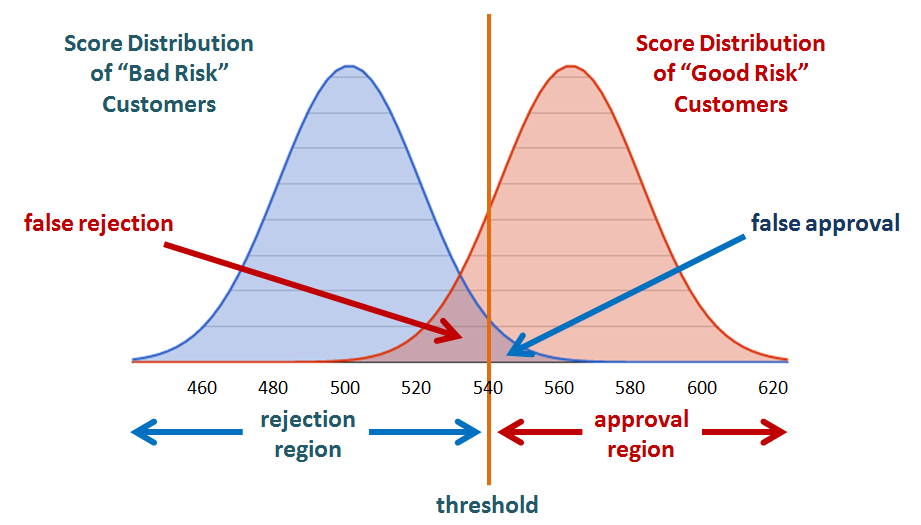 Score Distribution
of “Bad Risk”
Customers
Score Distribution
of “Good Risk”
Customers
false rejection
false approval
460 480 500 520 540 560 580 600 620
rejection
region
approval
region
threshold